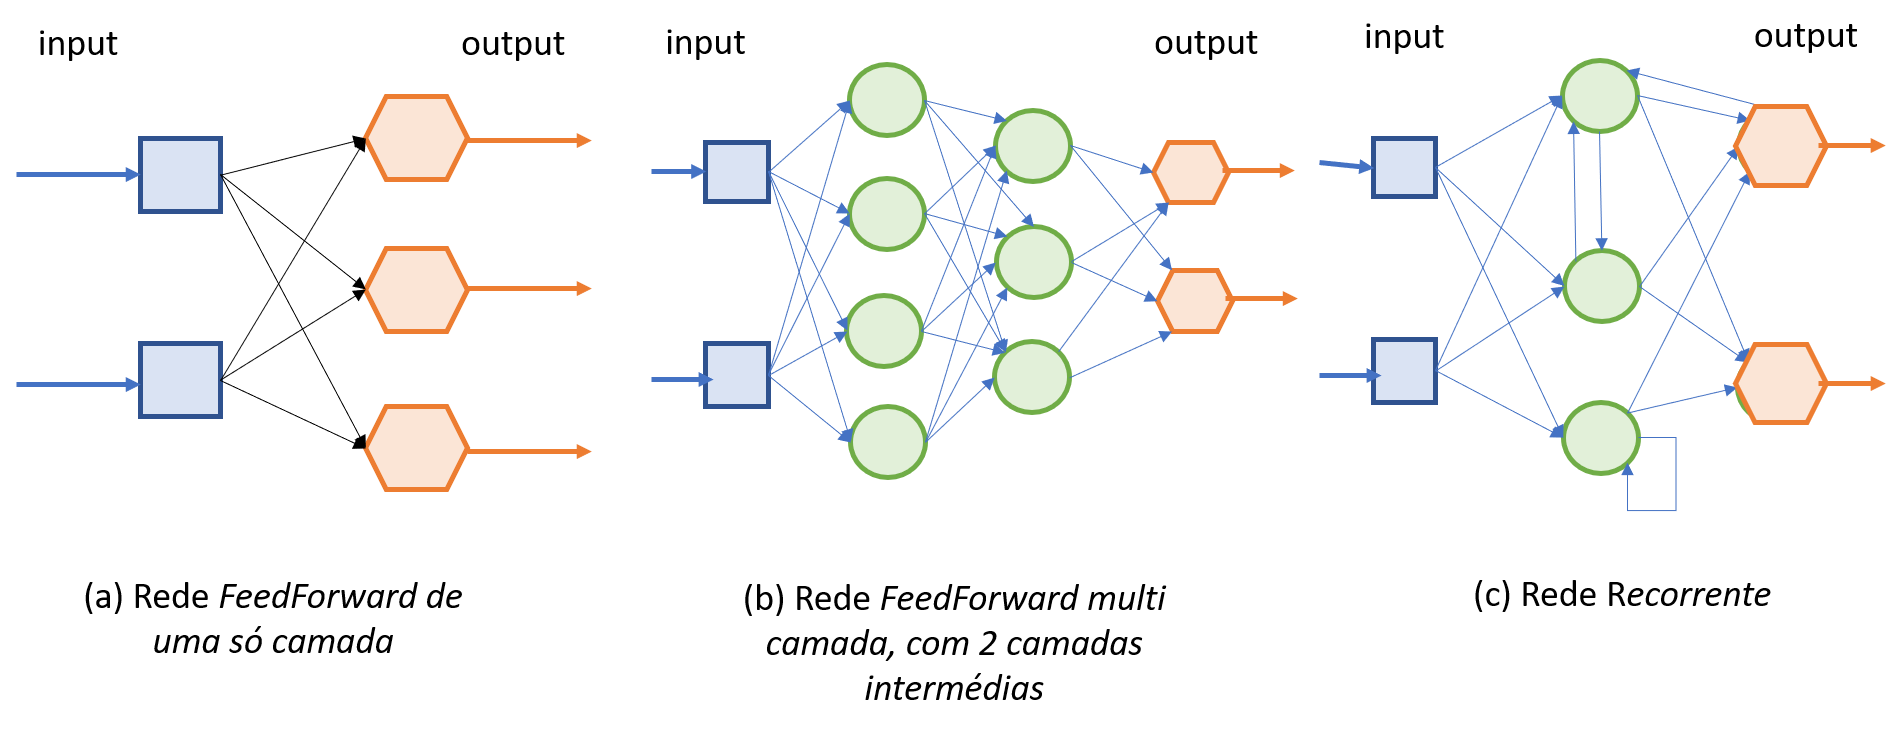 input
output
input
output
input
output
(a) Rede FeedForward de
uma só camada
(b) Rede FeedForward multi
camada, com 2 camadas
intermédias
(c) Rede Recorrente